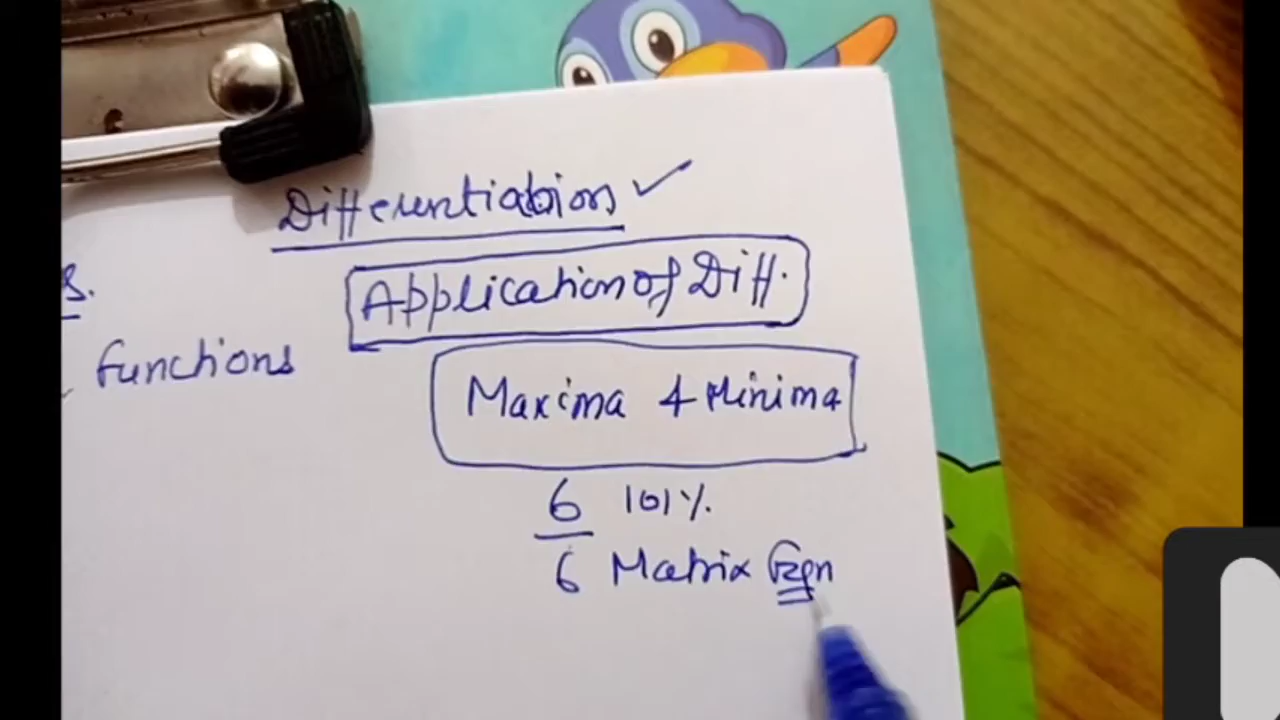 Differentiation ✓
Application of Diff.
s.
Functions
Maxima & Minima
6 101%
6 Matrix Eqn